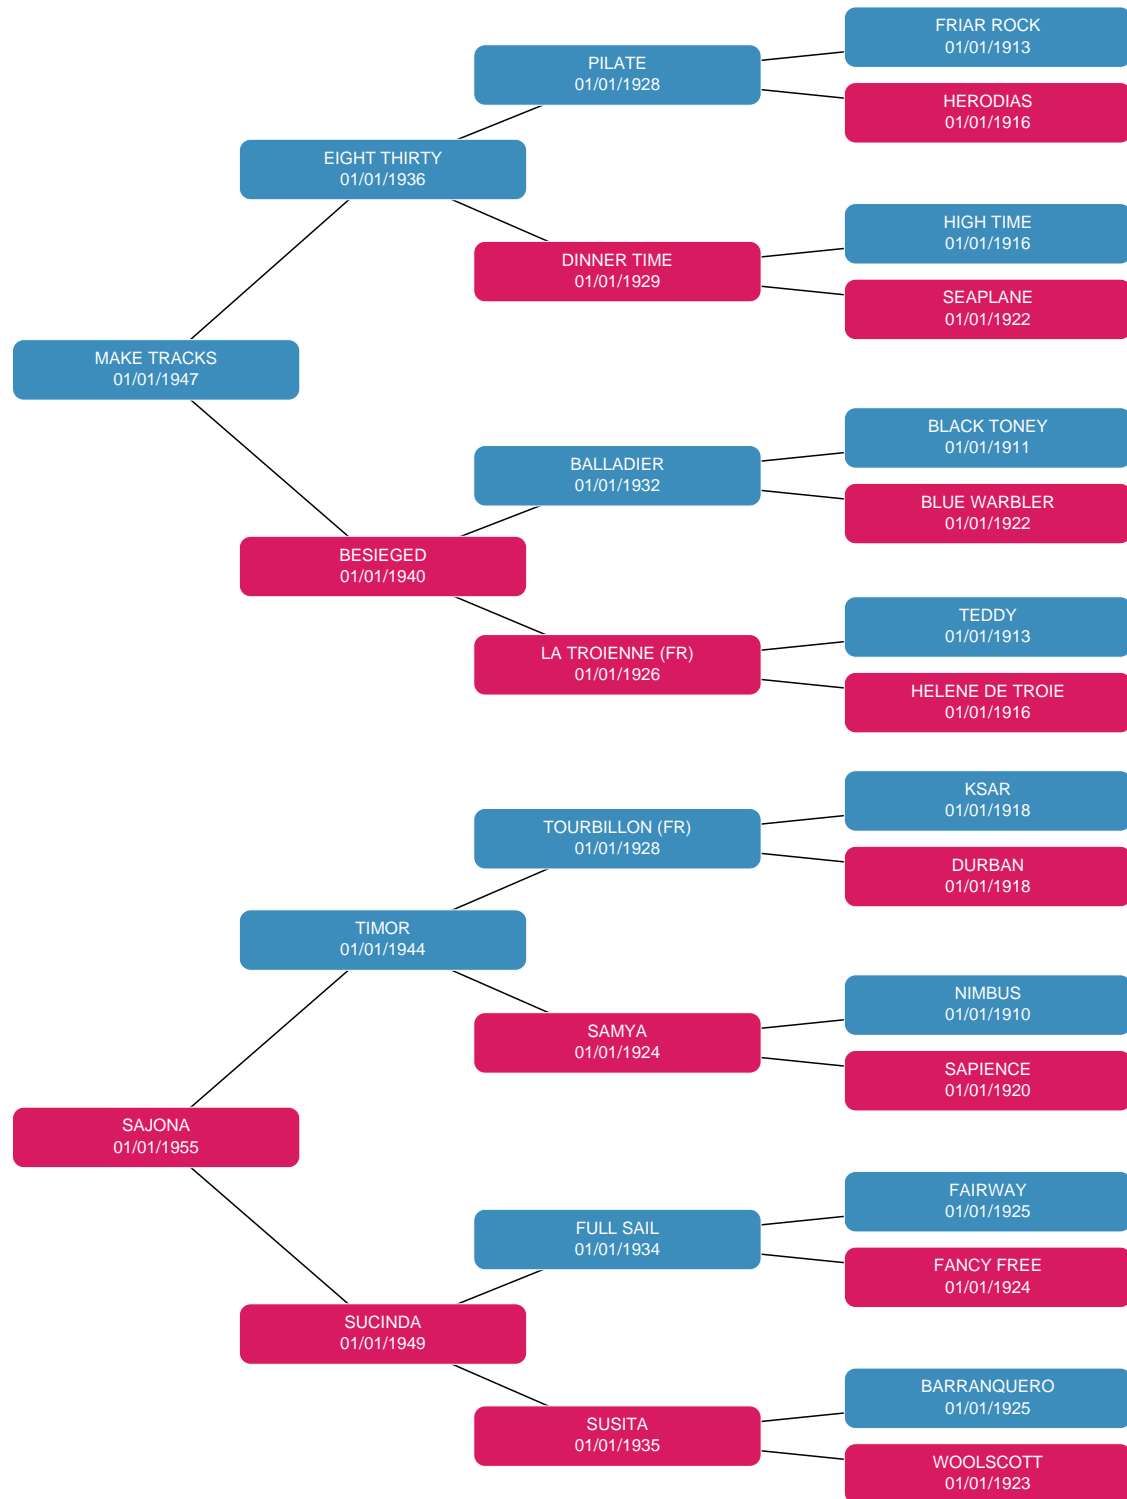 FRIAR ROCK
01/01/1913
PILATE
01/01/1928
HERODIAS
01/01/1916
EIGHT THIRTY
01/01/1936
HIGH TIME
01/01/1916
DINNER TIME
01/01/1929
SEAPLANE
01/01/1922
MAKE TRACKS
01/01/1947
BLACK TONEY
01/01/1911
BALLADIER
01/01/1932
BLUE WARBLER
01/01/1922
BESIEGED
01/01/1940
TEDDY
01/01/1913
LA TROIENNE (FR)
01/01/1926
HELENE DE TROIE
01/01/1916
KSAR
01/01/1918
TOURBILLON (FR)
01/01/1928
DURBAN
01/01/1918
TIMOR
01/01/1944
NIMBUS
01/01/1910
SAMYA
01/01/1924
SAPIENCE
01/01/1920
SAJONA
01/01/1955
FAIRWAY
01/01/1925
FULL SAIL
01/01/1934
FANCY FREE
01/01/1924
SUCINDA
01/01/1949
BARRANQUERO
01/01/1925
SUSITA
01/01/1935
WOOLSCOTT
01/01/1923